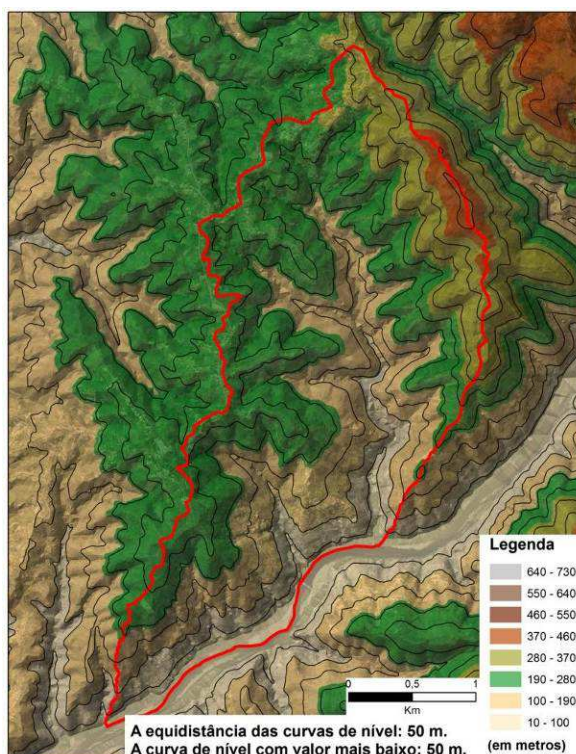 Legenda
640 - 730
550 - 640
460 - 550
370 - 460
280 - 370
190 - 280
100 - 190
10 - 100
(em metros)
0 0,5 1
Km
A equidistância das curvas de nível: 50 m.
A curva de nível com valor mais baixo: 50 m.